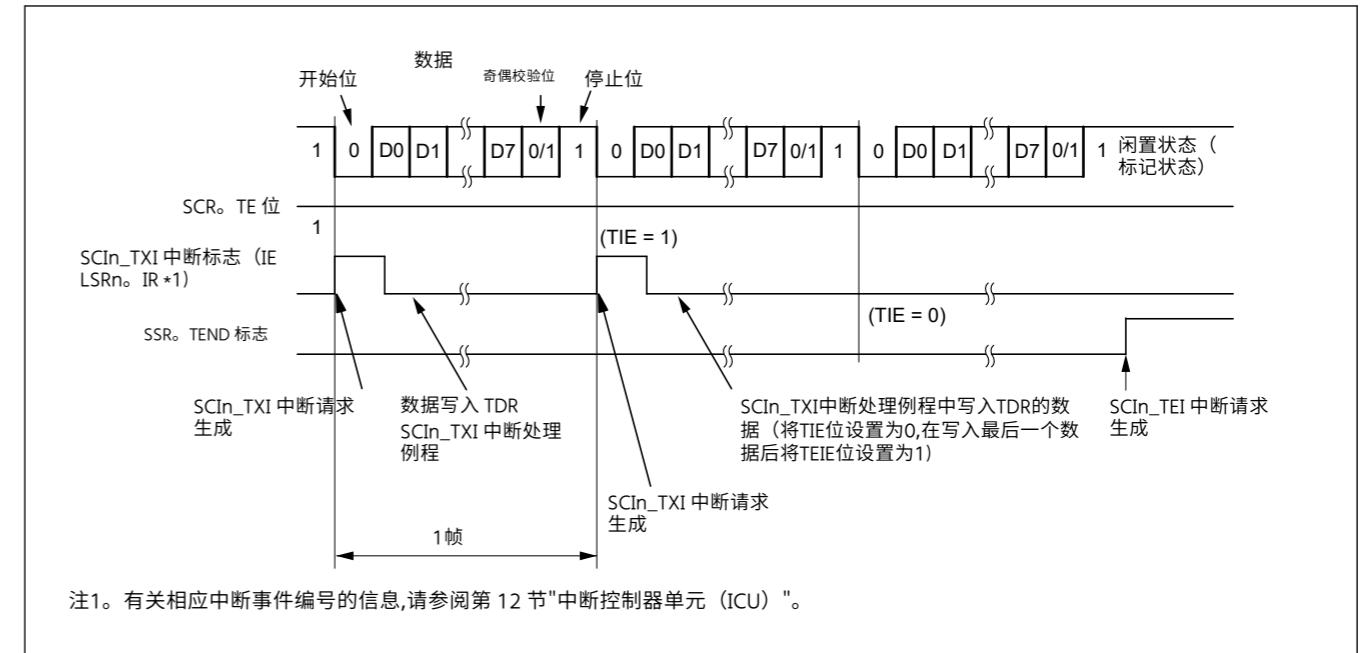 数据
开始位
奇偶校验位
停止位
1 0 D0 D1 D7 0/1 1 0 D0 D1 D7 0/1 1 0 D0 D1 D7 0/1 1 闲置状态（
标记状态）
SCR。TE 位
1
(TIE = 1)
SCIn_TXI 中断标志（IE
LSRn。IR *1）
(TIE = 0)
SSR。TEND 标志
SCIn_TXI 中断请求
生成
数据写入 TDR
SCIn_TXI 中断处理
例程
SCIn_TXI中断处理例程中写入TDR的数
据（将TIE位设置为0,在写入最后一个数
据后将TEIE位设置为1）
SCIn_TEI 中断请求
生成
SCIn_TXI 中断请求
生成
1帧
注1。有关相应中断事件编号的信息,请参阅第 12 节"中断控制器单元（ICU）"。